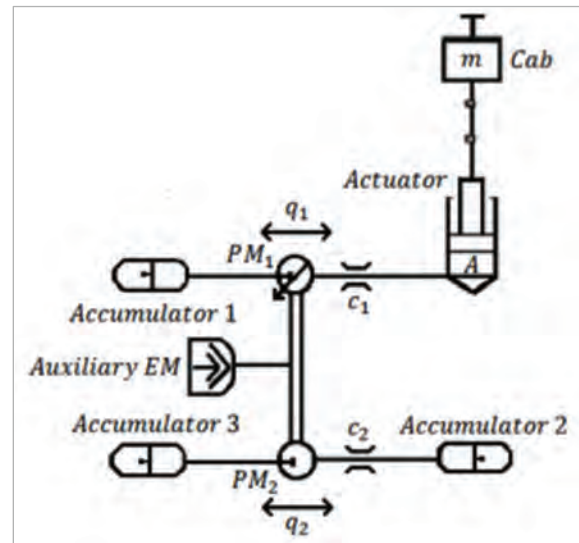 m Cab
Actuator
q₁
PM₁
A
Accumulator 1
c₁
Auxiliary EM
Accumulator 3
c₂ Accumulator 2
PM₂
q₂